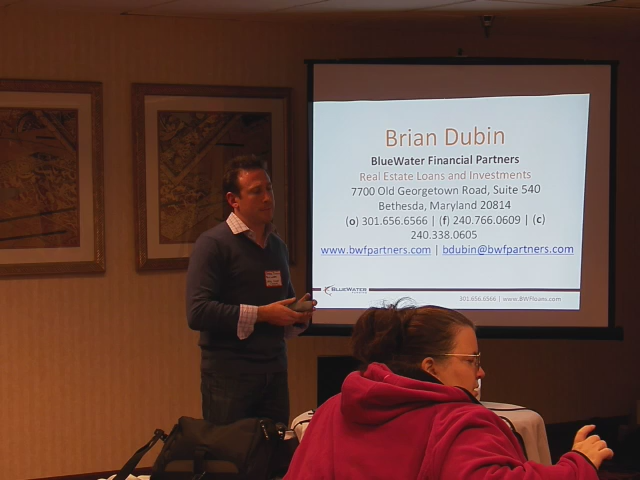 Brian Dubin
BlueWater Financial Partners
Real Estate Loans and Investments
7700 Old Georgetown Road, Suite 540
Bethesda, Maryland 20814
(o) 301.656.6566 | (f) 240.766.0609 | (c)
240.338.0605
www.bwfpartners.com | bdubin@bwfpartners.com
BLUEWATER
301.656.6566 | www.BWFloans.com